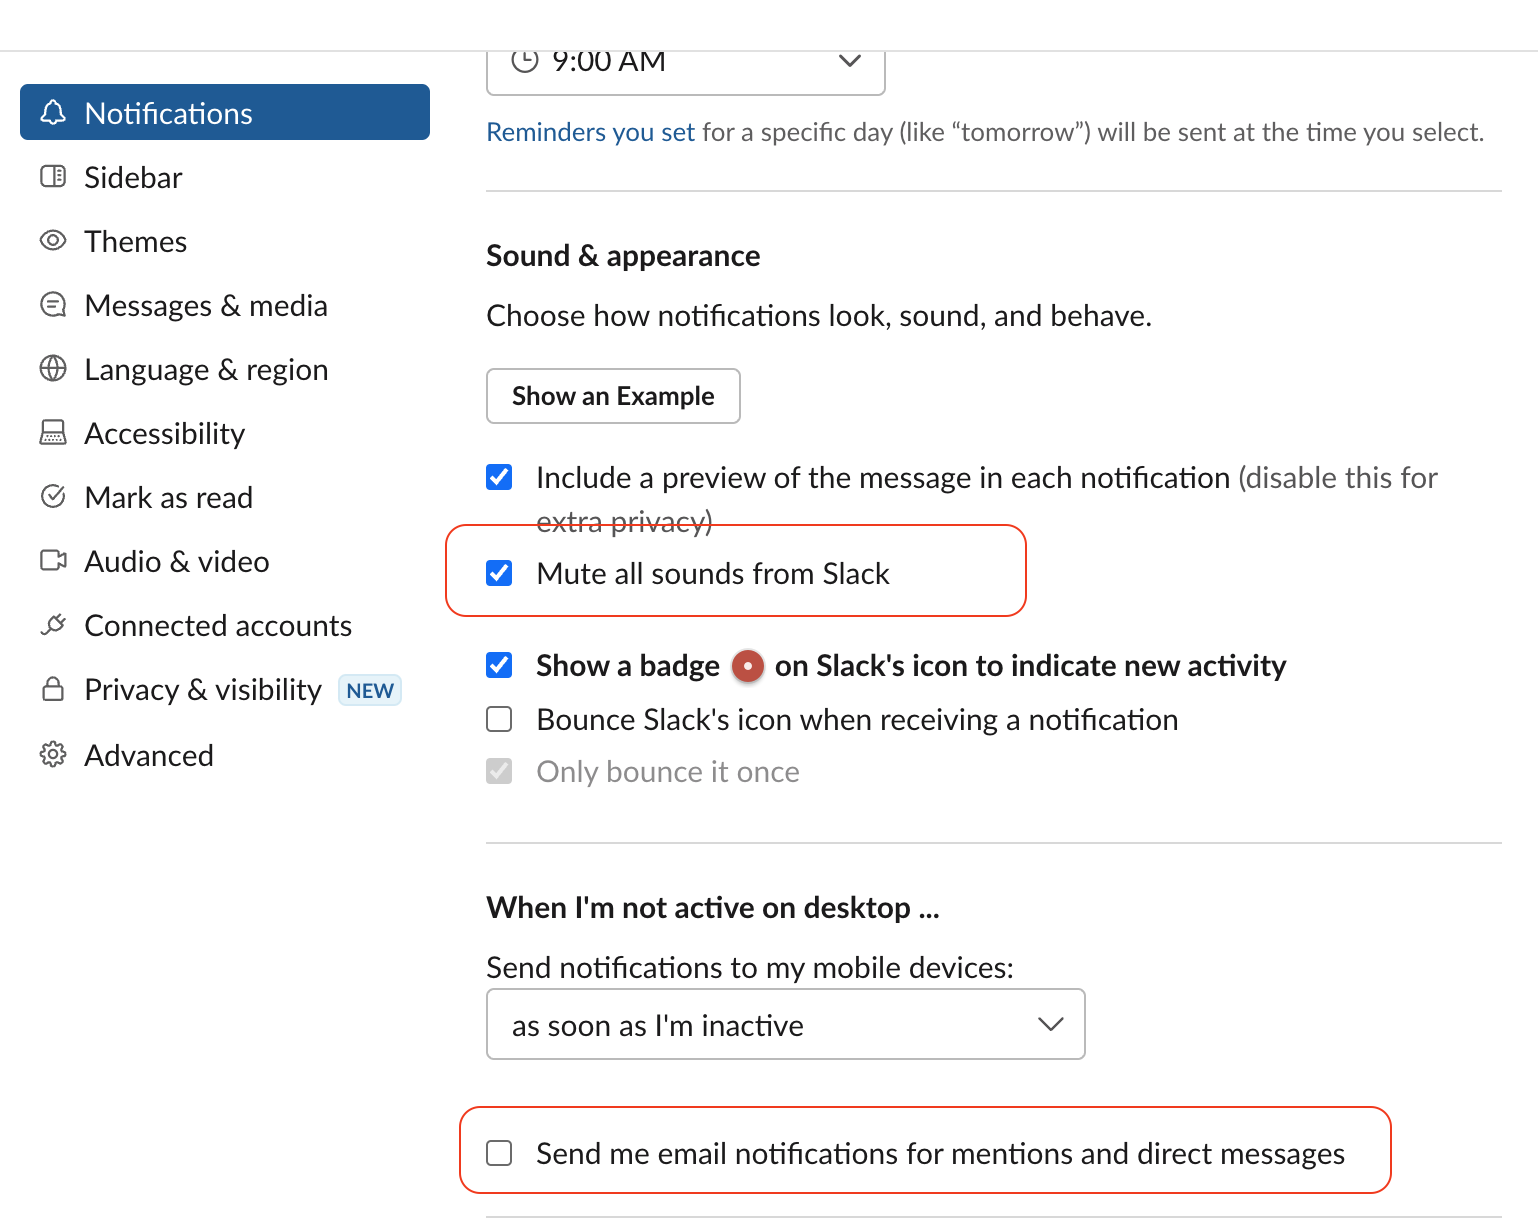 9:00 AM
Notifications
Sidebar
Themes
Messages & media
Language & region
Accessibility
Mark as read
Audio & video
Connected accounts
Privacy & visibility NEW
Advanced
Reminders you set for a specific day (like “tomorrow”) will be sent at the time you select.
Sound & appearance
Choose how notifications look, sound, and behave.
Show an Example
Include a preview of the message in each notification (disable this for
extra privacy)
Mute all sounds from Slack
Show a badge on Slack's icon to indicate new activity
Bounce Slack's icon when receiving a notification
Only bounce it once
When I'm not active on desktop ...
Send notifications to my mobile devices:
as soon as I'm inactive
Send me email notifications for mentions and direct messages